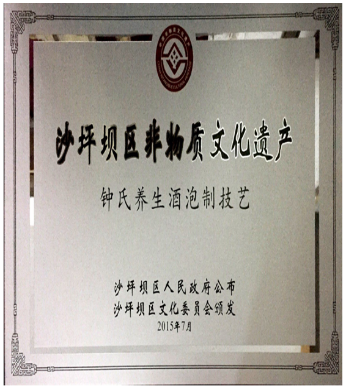 沙坪坝区非物质文化遗产
钟氏养生酒泡制技艺
沙坪坝区人民政府公布
沙坪坝区文化委员会颁发
2015年7月